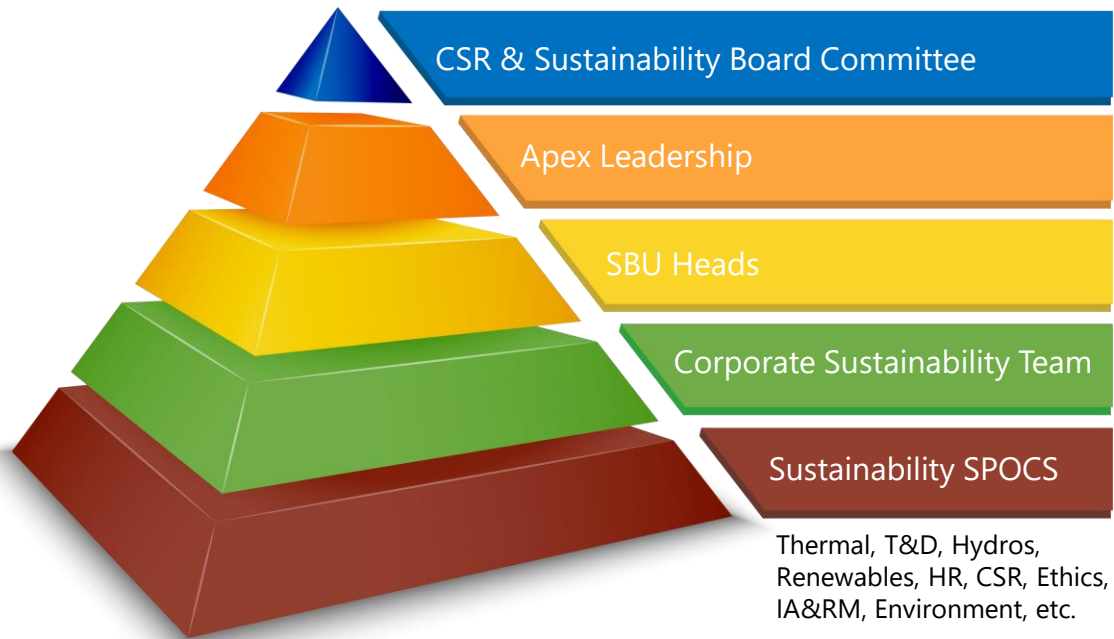 CSR & Sustainability Board Committee
Apex Leadership
SBU Heads
Corporate Sustainability Team
Sustainability SPOCS
Thermal, T&D, Hydros,
Renewables, HR, CSR, Ethics,
IA&RM, Environment, etc.